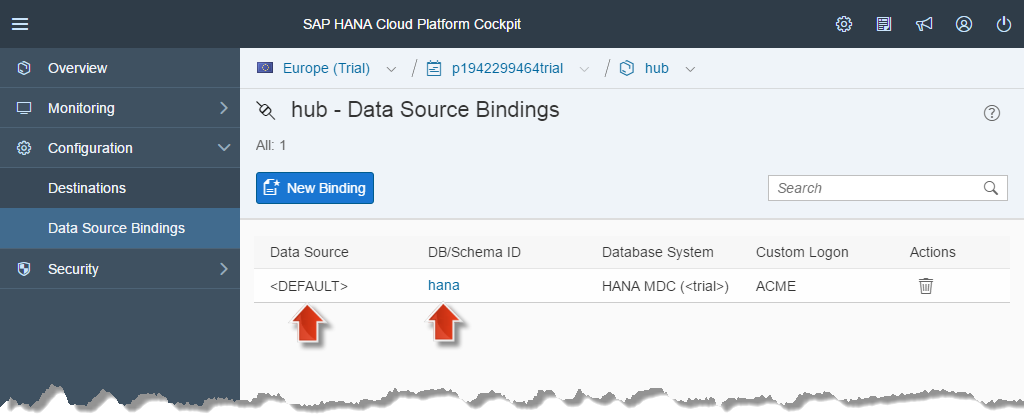 SAP HANA Cloud Platform Cockpit
Overview
Monitoring
Configuration
Destinations
Data Source Bindings
Security
Europe (Trial) / p1942299464trial / hub
hub - Data Source Bindings
All: 1
New Binding
Search
Data Source DB/Schema ID Database System Custom Logon Actions
<DEFAULT> hana HANA MDC (<trial>) ACME